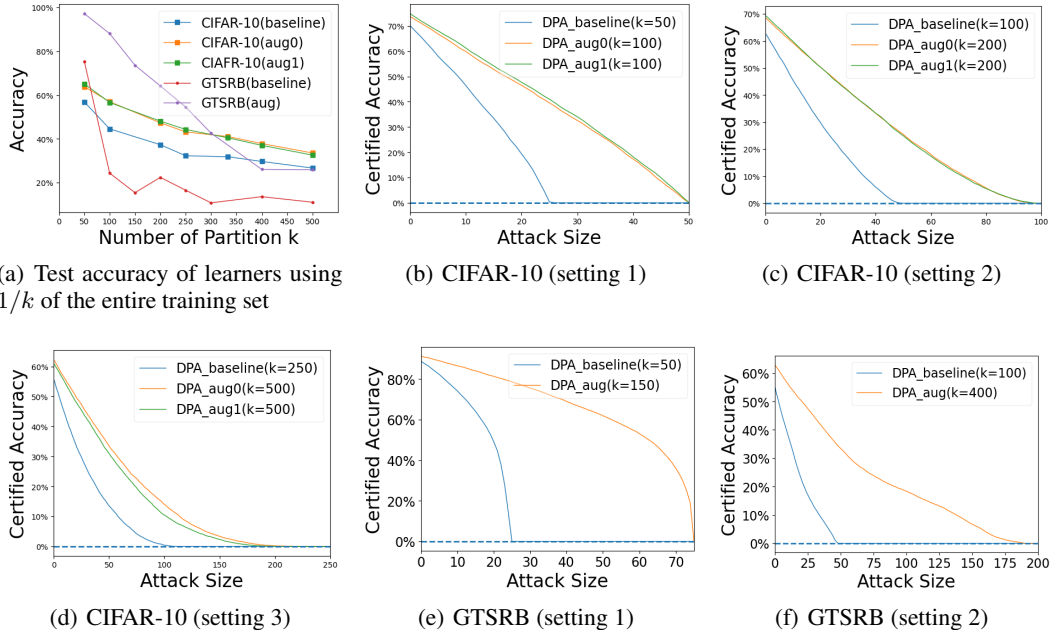 100%
80%
60%
40%
20%
Accuracy
CIFAR-10(baseline)
CIFAR-10(aug0)
CIAFR-10(aug1)
GTSRB(baseline)
GTSRB(aug)
0 50 100 150 200 250 300 350 400 450 500
Number of Partition k
(a) Test accuracy of learners using
1/k of the entire training set
70%
60%
50%
40%
30%
20%
10%
0%
Certified Accuracy
DPA_baseline(k=50)
DPA_aug0(k=100)
DPA_aug1(k=100)
0 10 20 30 40 50
Attack Size
(b) CIFAR-10 (setting 1)
70%
60%
50%
40%
30%
20%
10%
0%
Certified Accuracy
DPA_baseline(k=100)
DPA_aug0(k=200)
DPA_aug1(k=200)
0 20 40 60 80 100
Attack Size
(c) CIFAR-10 (setting 2)
60%
50%
40%
30%
20%
10%
0%
Certified Accuracy
DPA_baseline(k=250)
DPA_aug0(k=500)
DPA_aug1(k=500)
0 50 100 150 200 250
Attack Size
(d) CIFAR-10 (setting 3)
80%
60%
40%
20%
0%
Certified Accuracy
DPA_baseline(k=50)
DPA_aug(k=150)
0 10 20 30 40 50 60 70
Attack Size
(e) GTSRB (setting 1)
60%
50%
40%
30%
20%
10%
0%
Certified Accuracy
DPA_baseline(k=100)
DPA_aug(k=400)
0 25 50 75 100 125 150 175 200
Attack Size
(f) GTSRB (setting 2)